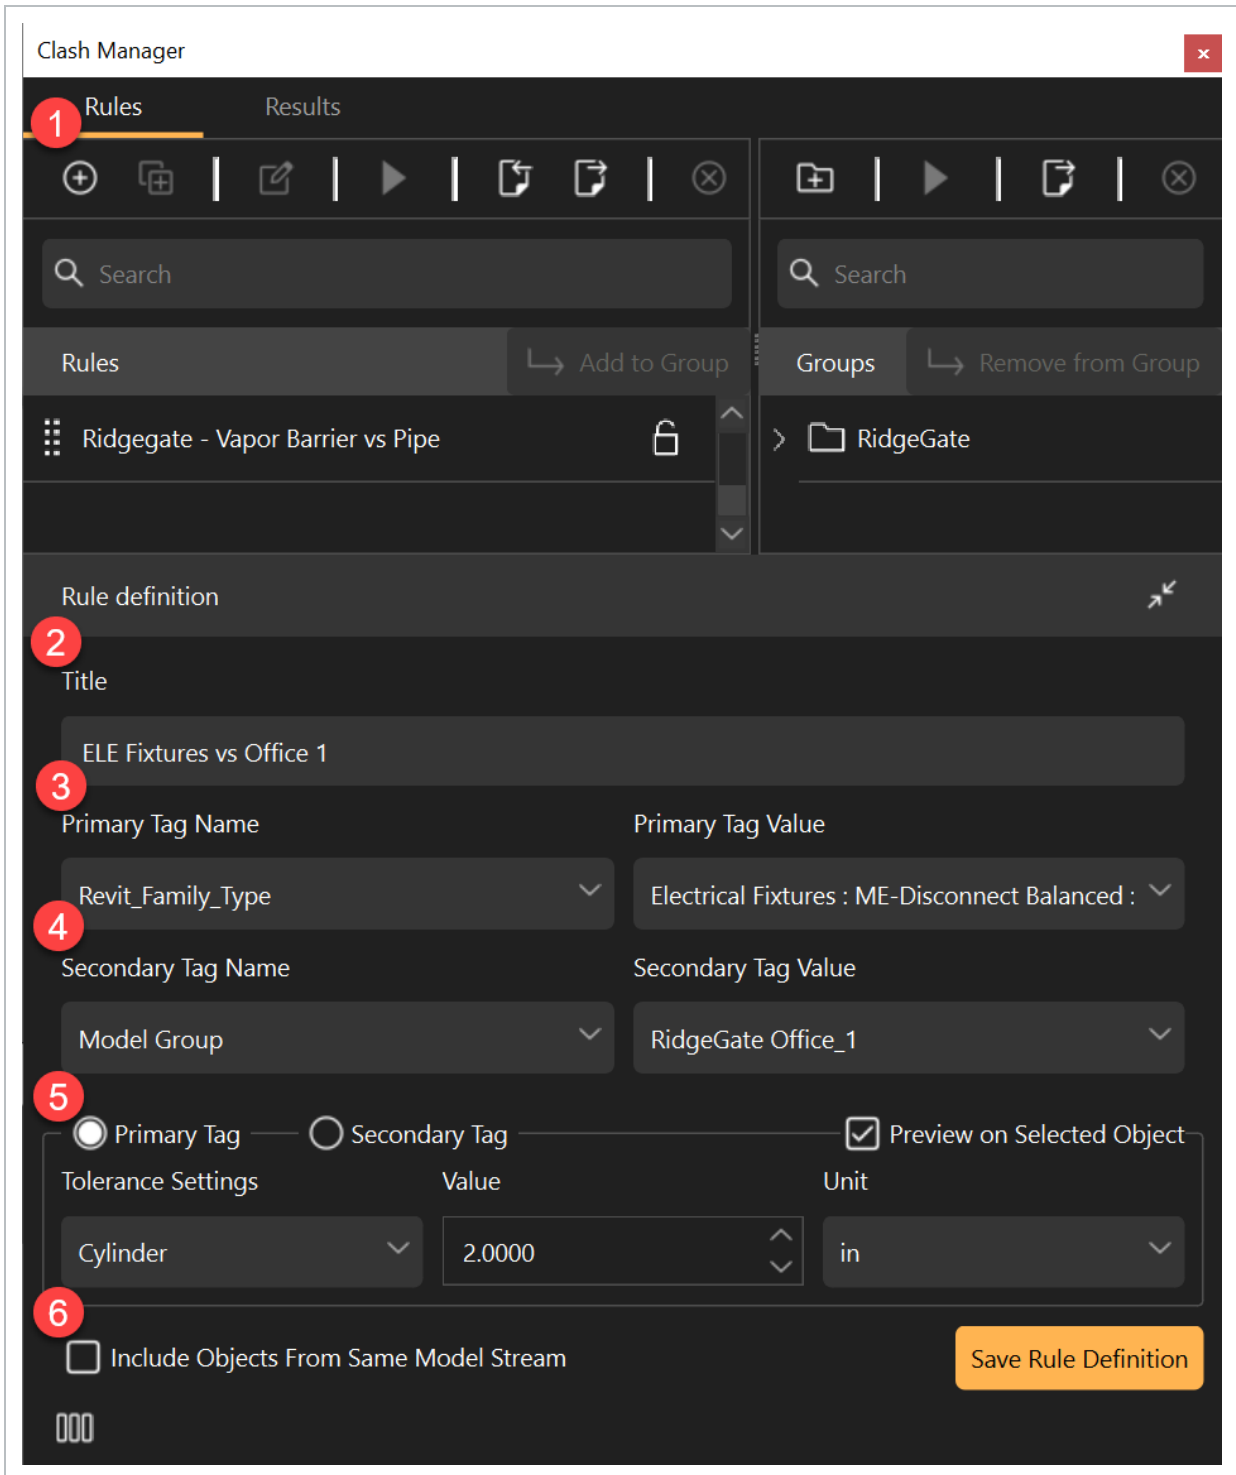 Clash Manager
Rules Results
1
Search Search
Rules Add to Group Groups Remove from Group
Ridgegate - Vapor Barrier vs Pipe RidgeGate
Rule definition
2
Title
ELE Fixtures vs Office 1
3
Primary Tag Name Primary Tag Value
Revit_Family_Type Electrical Fixtures : ME-Disconnect Balanced :
4
Secondary Tag Name Secondary Tag Value
Model Group RidgeGate Office_1
5
Primary Tag Secondary Tag Preview on Selected Object
Tolerance Settings Value Unit
Cylinder 2.0000 in
6
Include Objects From Same Model Stream Save Rule Definition